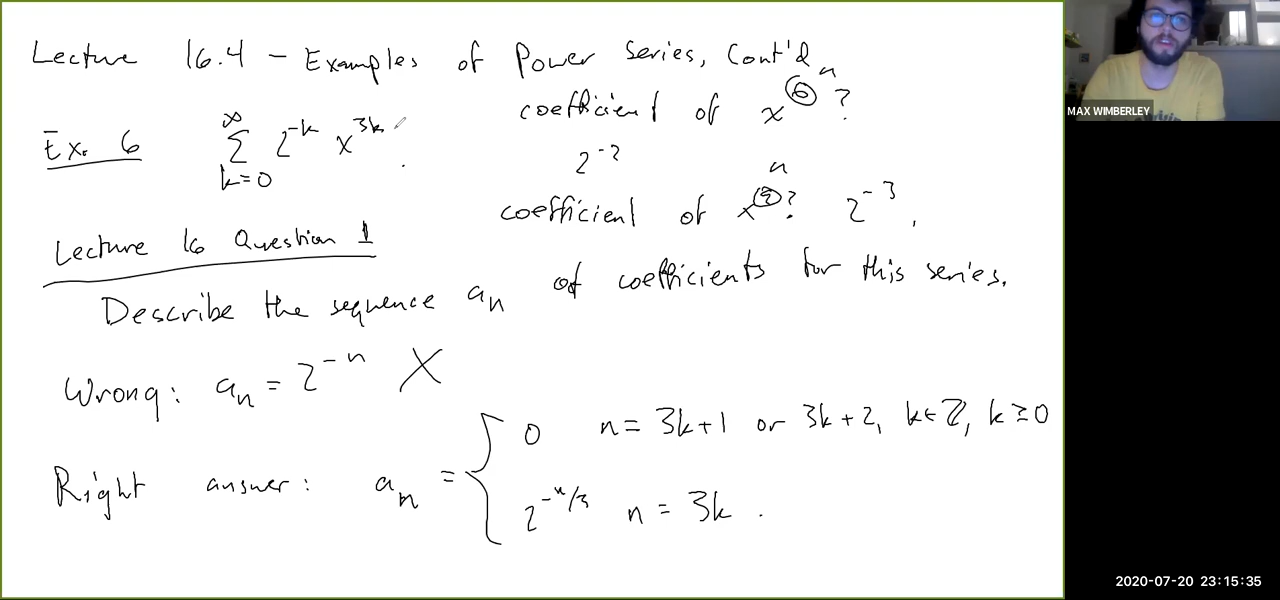 Lecture 16.4 – Examples of Power Series, Cont'd
Ex. 6
∞
∑ 2^{-k} x^{3k}
k=0
coefficient of x^{6} ?
n
2^{-2}
coefficient of x^{9} ? 2^{-3}.
n
Lecture 16 Question 1
Describe the sequence a_n of coefficients for this series.
Wrong: a_n = 2^{-n} X
Right answer: a_n = {
0 n = 3k+1 or 3k+2, k∈ℤ, k≥0
2^{-n/3} n = 3k.
MAX WIMBERLEY
2020-07-20 23:15:35